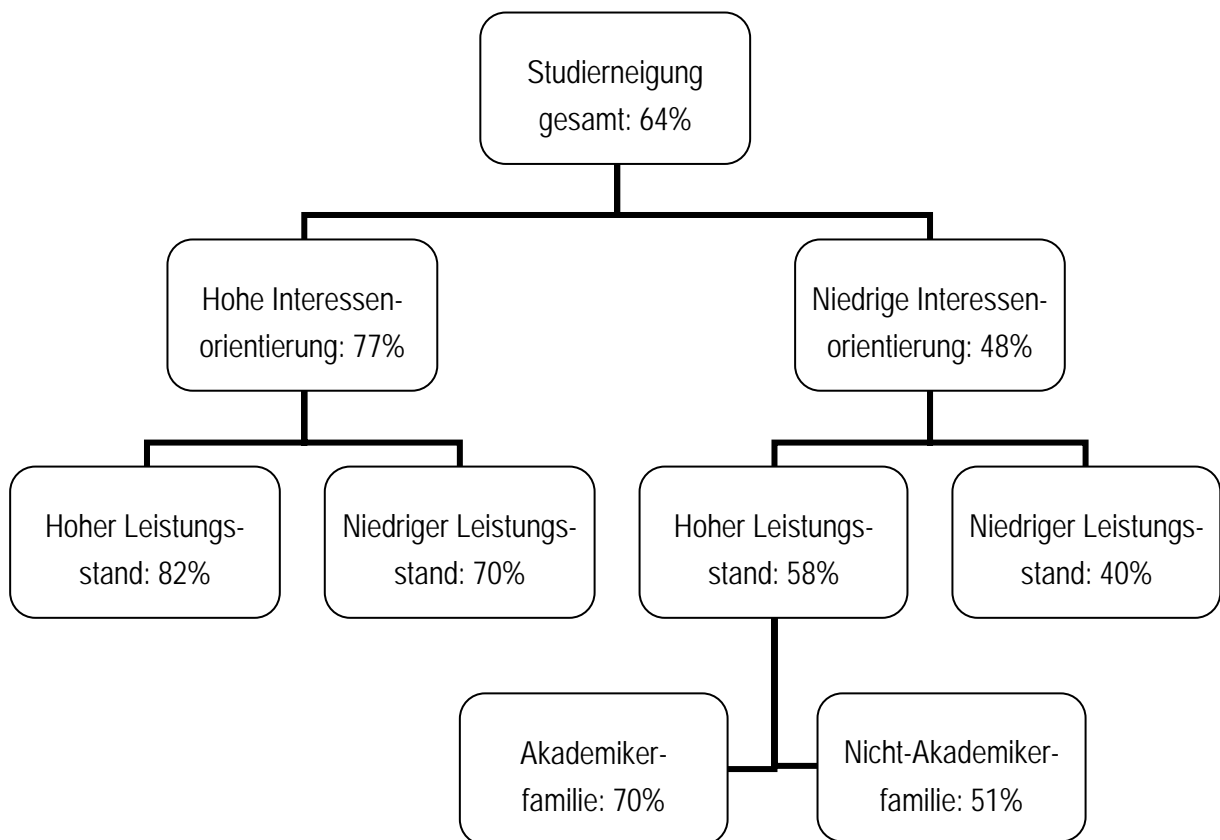 Studierneigung
gesamt: 64%
Hohe Interessen-
orientierung: 77%
Niedrige Interessen-
orientierung: 48%
Hoher Leistungs-
stand: 82%
Niedriger Leistungs-
stand: 70%
Hoher Leistungs-
stand: 58%
Niedriger Leistungs-
stand: 40%
Akademiker-
familie: 70%
Nicht-Akademiker-
familie: 51%